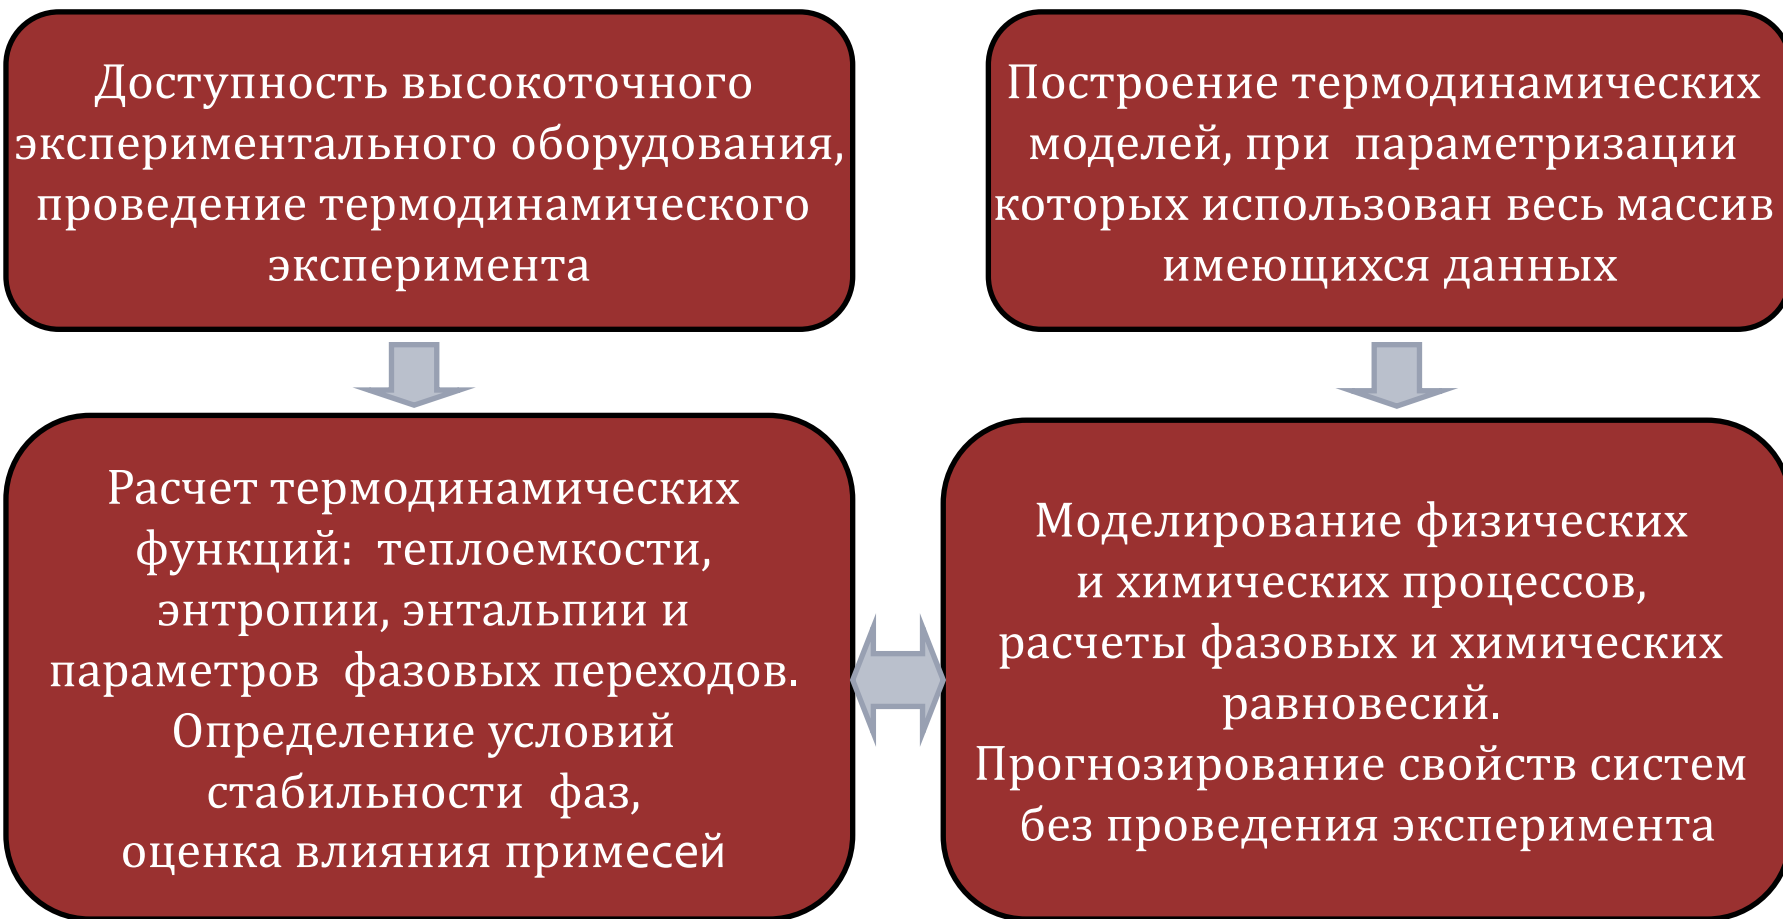 Доступность высокоточного
экспериментального оборудования,
проведение термодинамического
эксперимента
Построение термодинамических
моделей, при параметризации
которых использован весь массив
имеющихся данных
Расчет термодинамических
функций: теплоемкости,
энтропии, энтальпии и
параметров фазовых переходов.
Определение условий
стабильности фаз,
оценка влияния примесей
Моделирование физических
и химических процессов,
расчеты фазовых и химических
равновесий.
Прогнозирование свойств систем
без проведения эксперимента